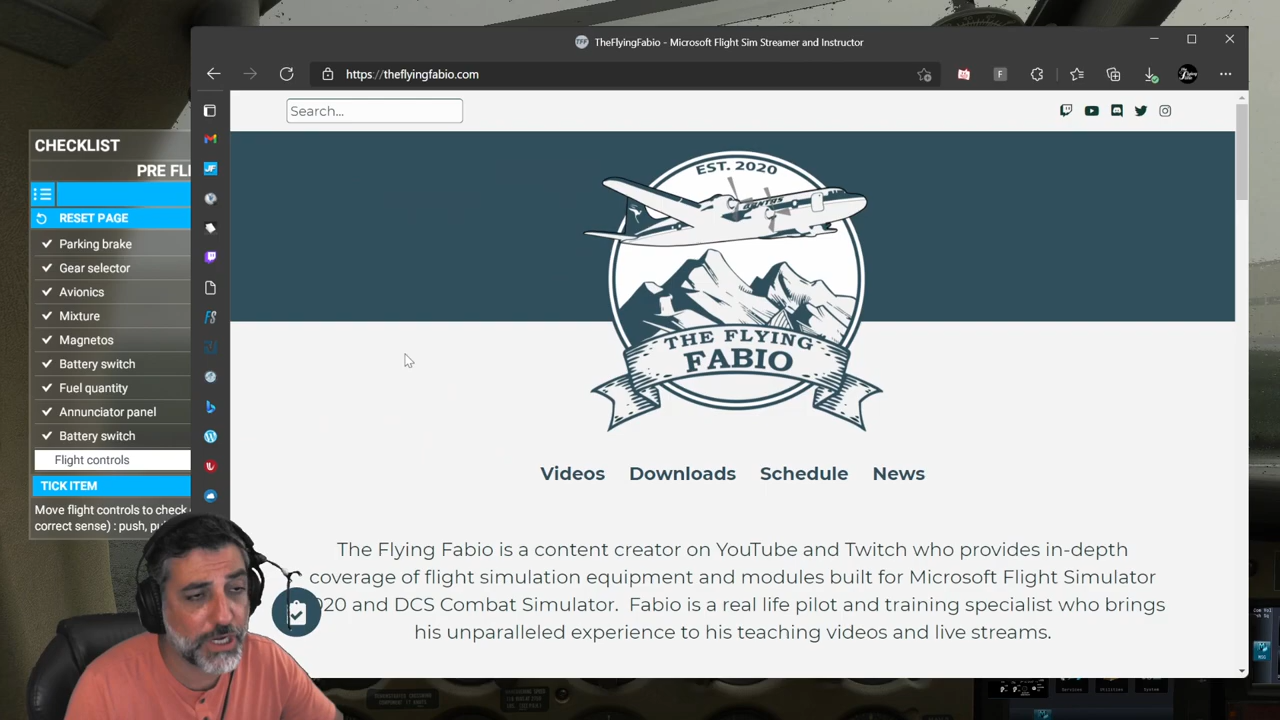 TheFlyingFabio - Microsoft Flight Sim Streamer and Instructor
https://theflyingfabio.com
Search...
CHECKLIST
PRE FLI
RESET PAGE
Parking brake
Gear selector
Avionics
Mixture
Magnetos
Battery switch
Fuel quantity
Annunciator panel
Battery switch
Flight controls
TICK ITEM
Move flight controls to check
correct sense) : push, pu
EST. 2020
QANTAS
THE FLYING
FABIO
Videos Downloads Schedule News
The Flying Fabio is a content creator on YouTube and Twitch who provides in-depth
coverage of flight simulation equipment and modules built for Microsoft Flight Simulator
020 and DCS Combat Simulator. Fabio is a real life pilot and training specialist who brings
his unparalleled experience to his teaching videos and live streams.